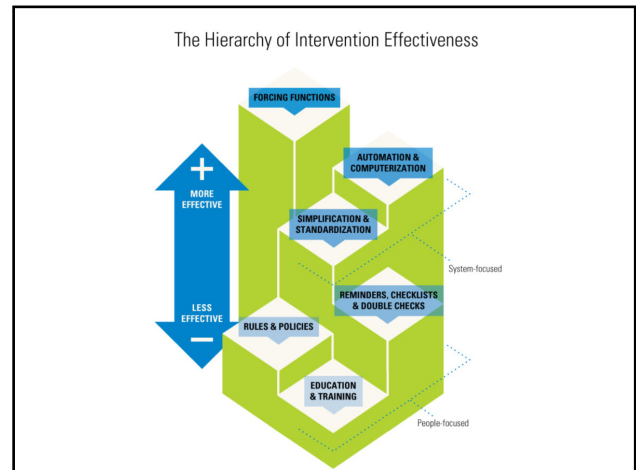 The Hierarchy of Intervention Effectiveness
FORCING FUNCTIONS
AUTOMATION &
COMPUTERIZATION
+
MORE
EFFECTIVE
SIMPLIFICATION &
STANDARDIZATION
System-focused
REMINDERS, CHECKLISTS
& DOUBLE CHECKS
LESS
EFFECTIVE
–
RULES & POLICIES
EDUCATION
& TRAINING
People-focused